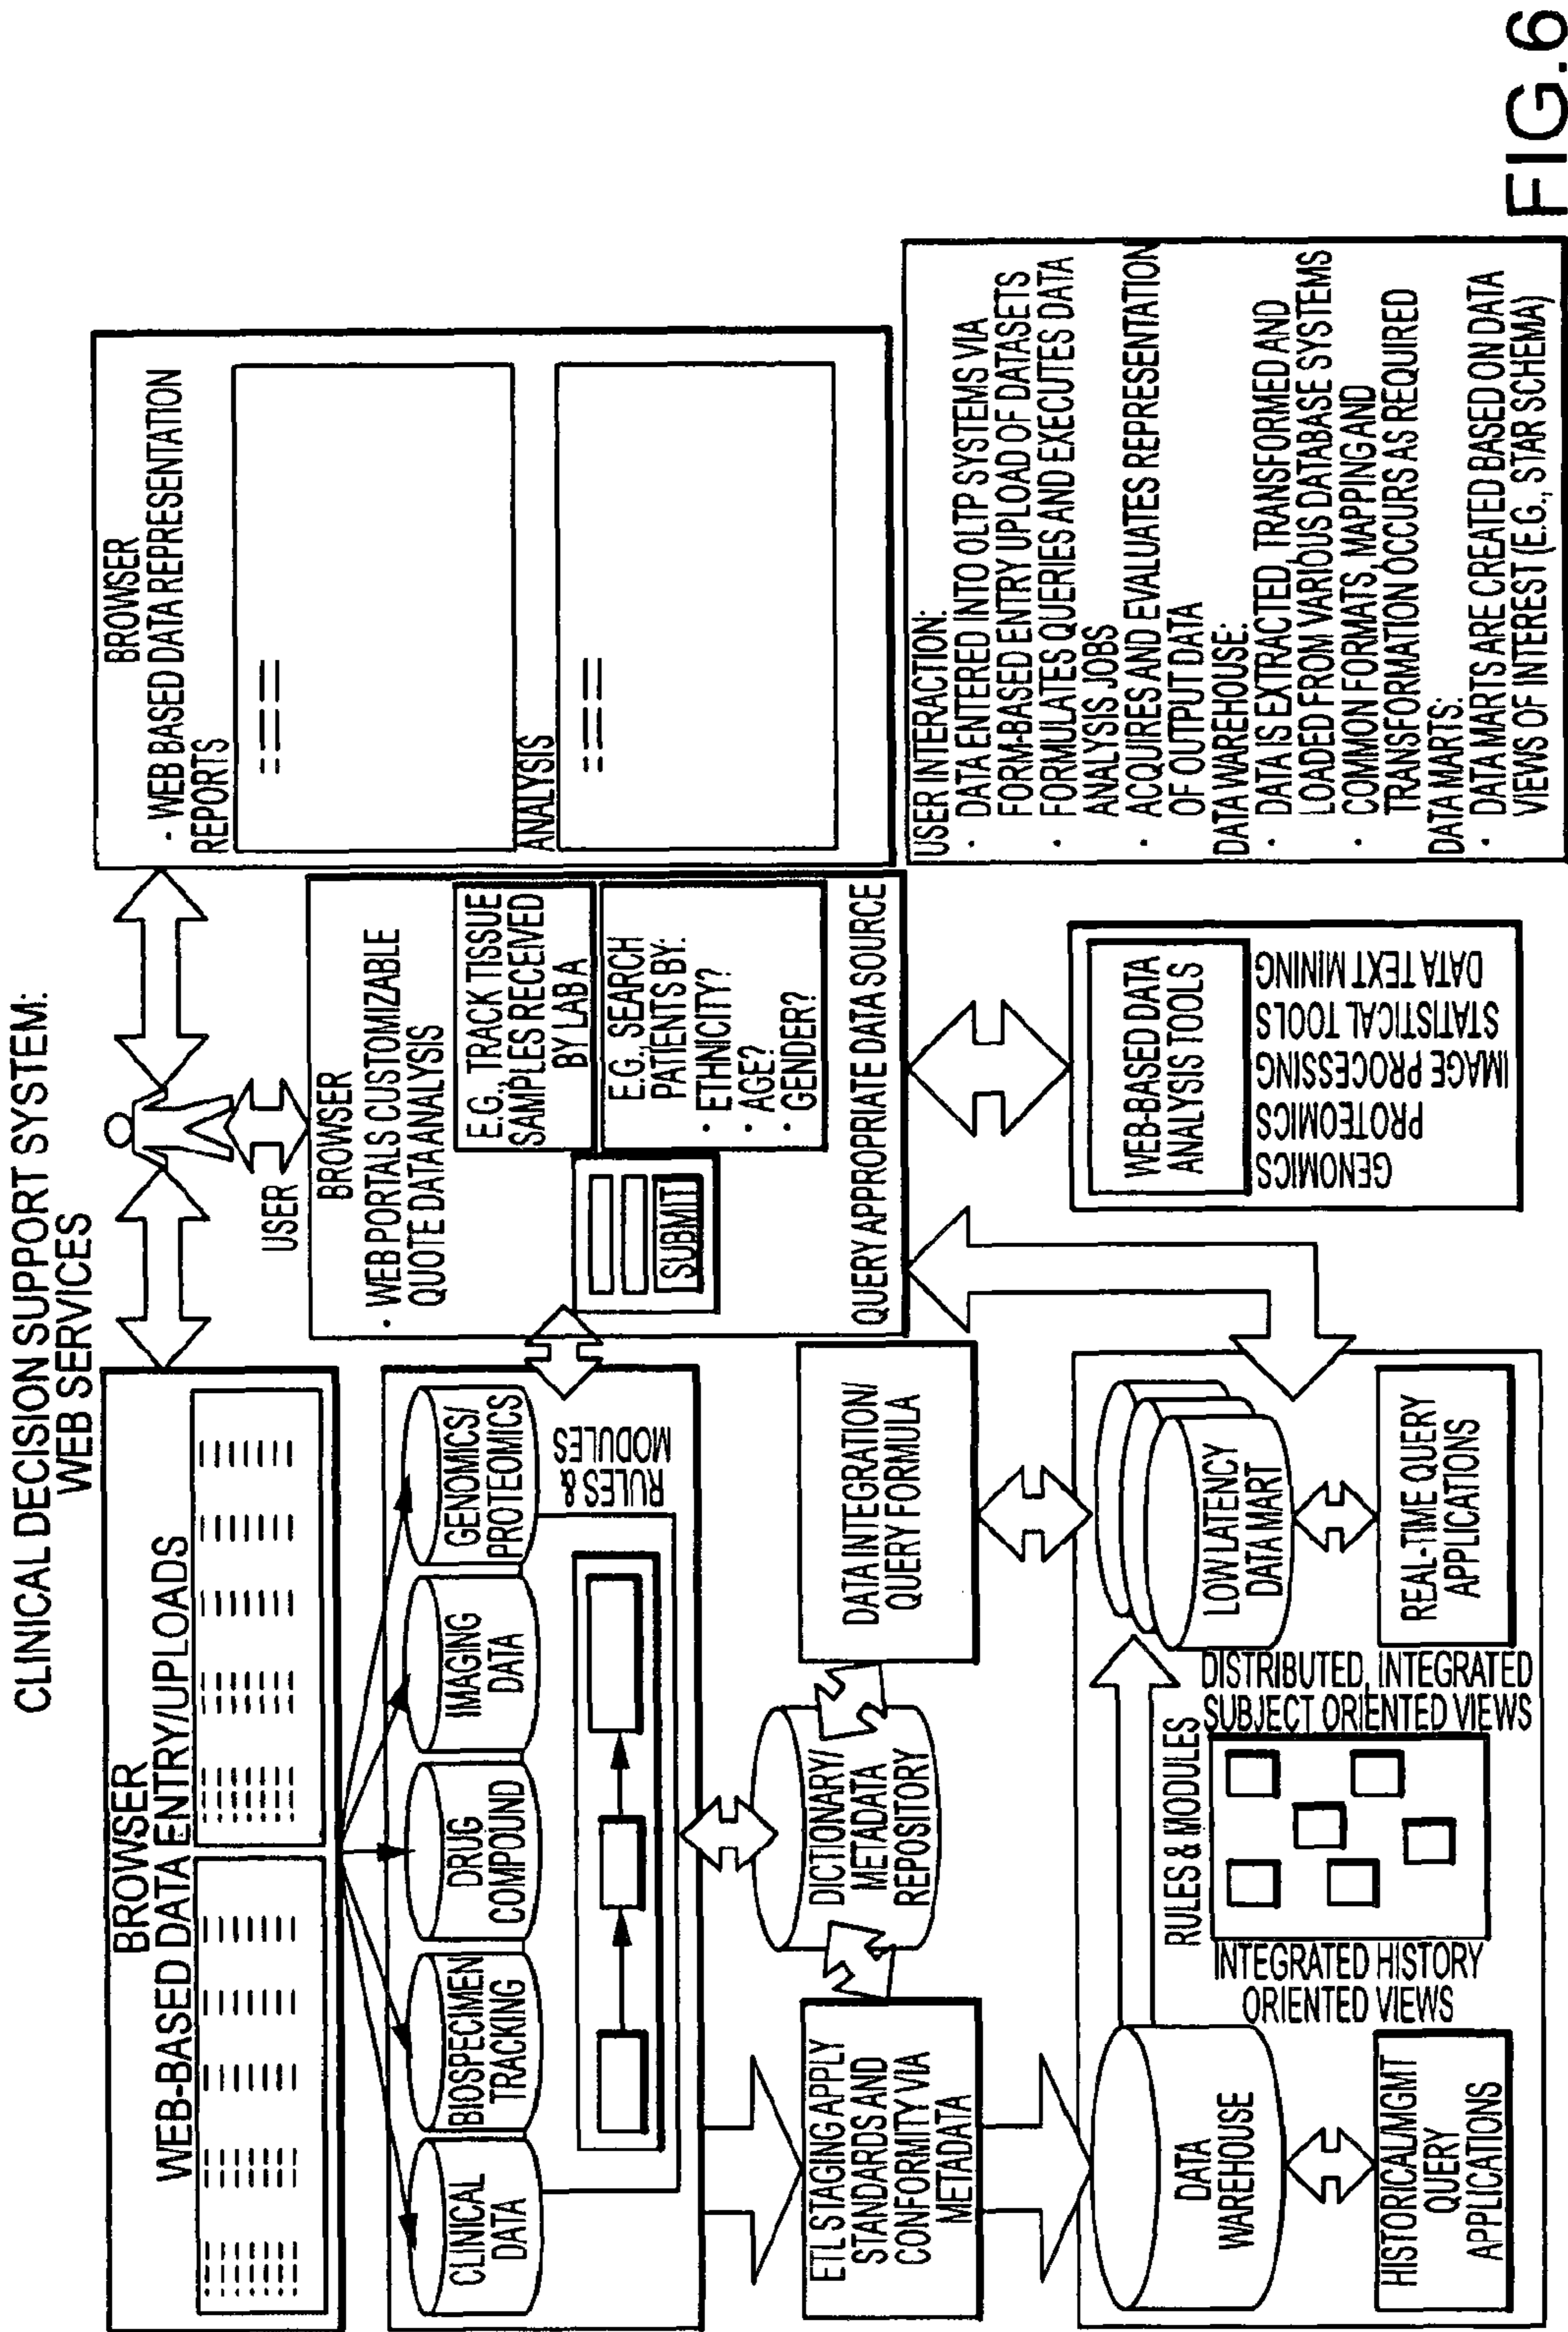 CLINICAL DECISION SUPPORT SYSTEM:
WEB SERVICES
BROWSER
WEB-BASED DATA ENTRY/UPLOADS
USER
BROWSER
· WEB BASED DATA REPRESENTATION
REPORTS
ANALYSIS
CLINICAL
DATA
BIOSPECIMEN
TRACKING
DRUG
COMPOUND
IMAGING
DATA
GENOMICS/
PROTEOMICS
RULES &
MODULES
BROWSER
· WEB PORTALS CUSTOMIZABLE
QUOTE DATA ANALYSIS
SUBMIT
E.G., TRACK TISSUE
SAMPLES RECEIVED
BY LAB A
E.G., SEARCH
PATIENTS BY:
· ETHNICITY?
· AGE?
· GENDER?
QUERY APPROPRIATE DATA SOURCE
ETL STAGING APPLY
STANDARDS AND
CONFORMITY VIA
METADATA
DICTIONARY/
METADATA
REPOSITORY
DATA INTEGRATION/
QUERY FORMULA
DATA
WAREHOUSE
HISTORICAL/MGMT
QUERY
APPLICATIONS
RULES & MODULES
INTEGRATED HISTORY
ORIENTED VIEWS
DISTRIBUTED, INTEGRATED
SUBJECT ORIENTED VIEWS
LOW LATENCY
DATA MART
REAL-TIME QUERY
APPLICATIONS
WEB-BASED DATA
ANALYSIS TOOLS
GENOMICS
PROTEOMICS
IMAGE PROCESSING
STATISTICAL TOOLS
DATA TEXT MINING
USER INTERACTION:
· DATA ENTERED INTO OLTP SYSTEMS VIA
FORM-BASED ENTRY UPLOAD OF DATASETS
· FORMULATES QUERIES AND EXECUTES DATA
ANALYSIS JOBS
· ACQUIRES AND EVALUATES REPRESENTATION
OF OUTPUT DATA
DATA WAREHOUSE:
· DATA IS EXTRACTED, TRANSFORMED AND
LOADED FROM VARIOUS DATABASE SYSTEMS
· COMMON FORMATS, MAPPING AND
TRANSFORMATION OCCURS AS REQUIRED
DATA MARTS:
· DATA MARTS ARE CREATED BASED ON DATA
VIEWS OF INTEREST (E.G., STAR SCHEMA)
FIG.6